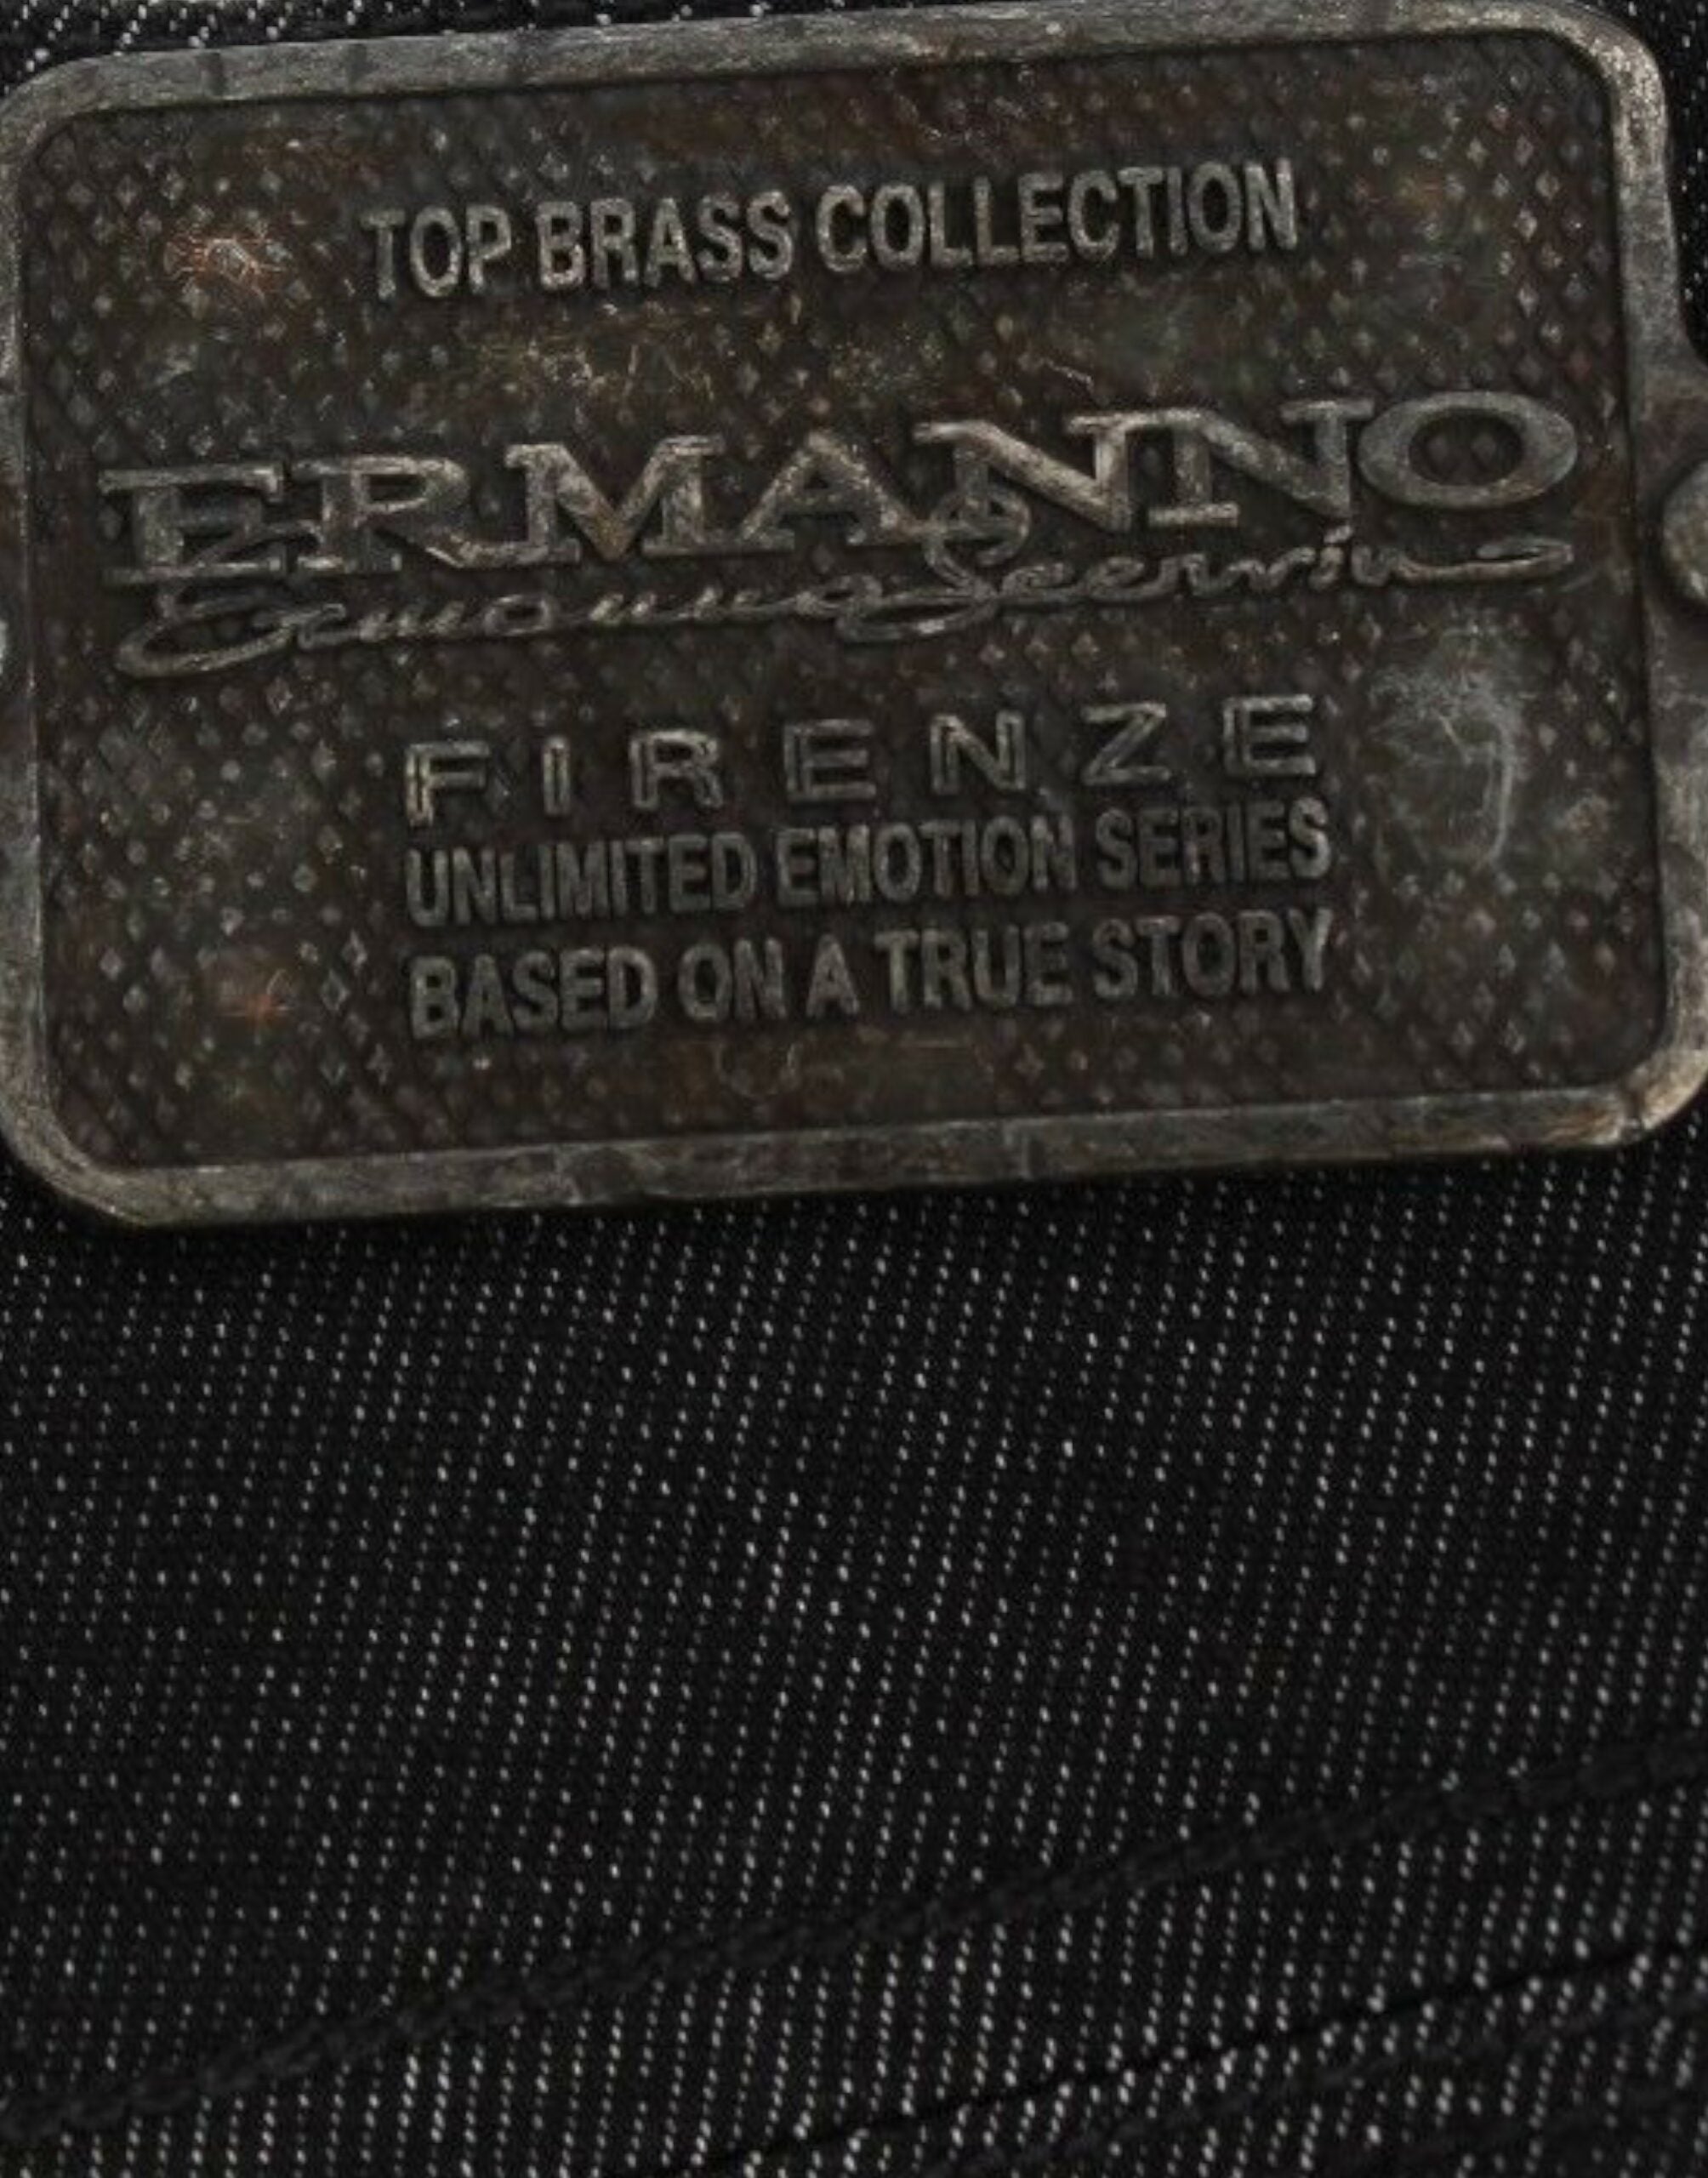 TOP BRASS COLLECTION
ERMANNO
Ermanno Scervino
FIRENZE
UNLIMITED EMOTION SERIES
BASED ON A TRUE STORY